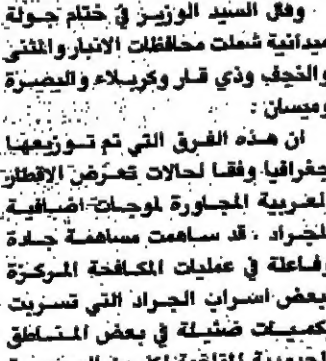 وقال السيد الوزير في ختام جولة
ميدانية شملت محافظات الانبار والمثنى
والنجف وذي قار وكربلاء والبصرة
وميسان :
ان هذه الفرق التي تم توزيعها
جغرافيا وفقا لحالات تعرض الاقطار
العربية المجاورة لموجات اضافية
للجراد ، قد ساهمت مساهمة جادة
وفاعلة في عمليات المكافحة المركزة
لبعض اسراب الجراد التي تسربت
بكميات ضئيلة في بعض المناطق